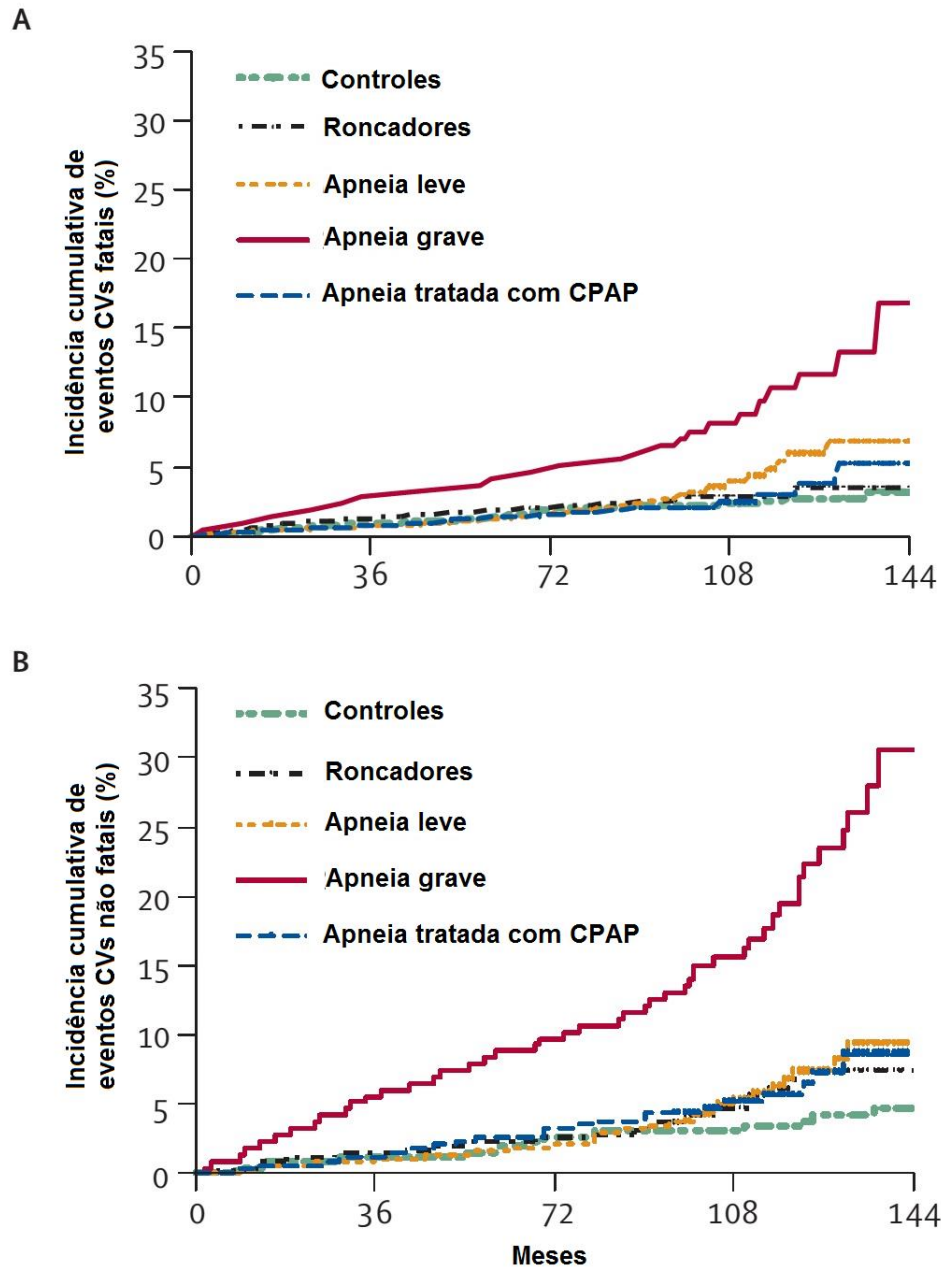 A
Incidência cumulativa de
eventos CVs fatais (%)
35
30
25
20
15
10
5
0
Controles
Roncadores
Apneia leve
Apneia grave
Apneia tratada com CPAP
0 36 72 108 144
B
Incidência cumulativa de
eventos CVs não fatais (%)
35
30
25
20
15
10
5
0
Controles
Roncadores
Apneia leve
Apneia grave
Apneia tratada com CPAP
0 36 72 108 144
Meses